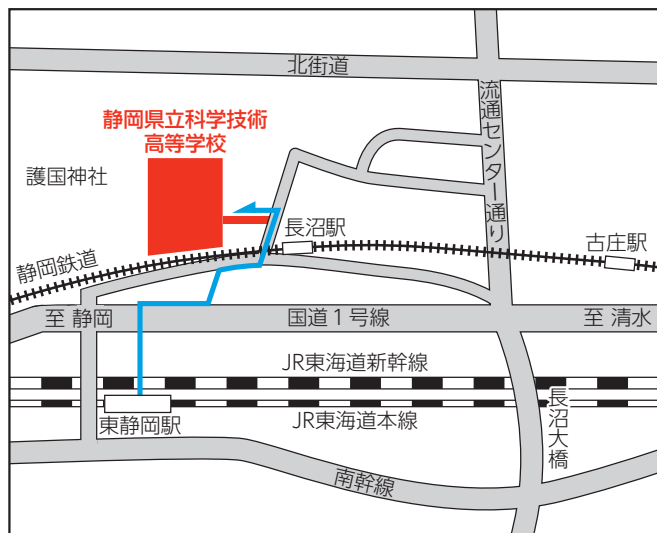 北街道
静岡県立科学技術
高等学校
流通センター通り
護国神社
長沼駅
古庄駅
静岡鉄道
至 静岡
国道1号線
至 清水
JR東海道新幹線
東静岡駅
JR東海道本線
長沼大橋
南幹線